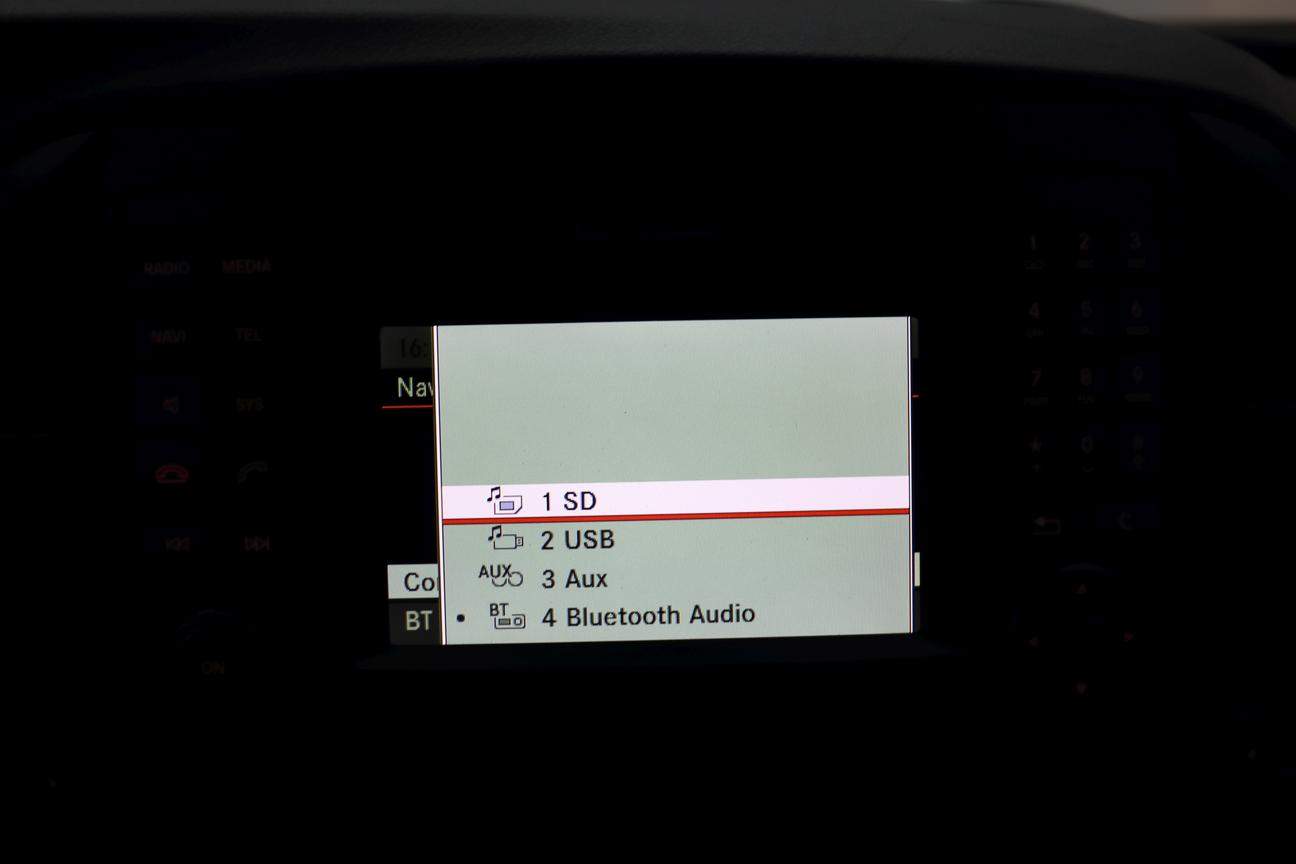 RADIO MEDIA
NAVI TEL
SYS
ON
16:
Nav
1 SD
2 USB
AUX 3 Aux
BT 4 Bluetooth Audio
Co
BT
1 2 3
4 5 6
7 8 9
* 0 #
C